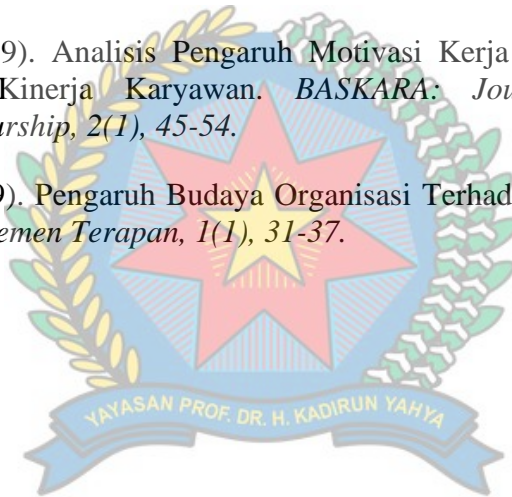 9). Analisis Pengaruh Motivasi Kerja
Kinerja Karyawan. BASKARA: Jou
urship, 2(1), 45-54.
9). Pengaruh Budaya Organisasi Terhad
emen Terapan, 1(1), 31-37.
YAYASAN PROF. DR. H. KADIRUN YAHYA